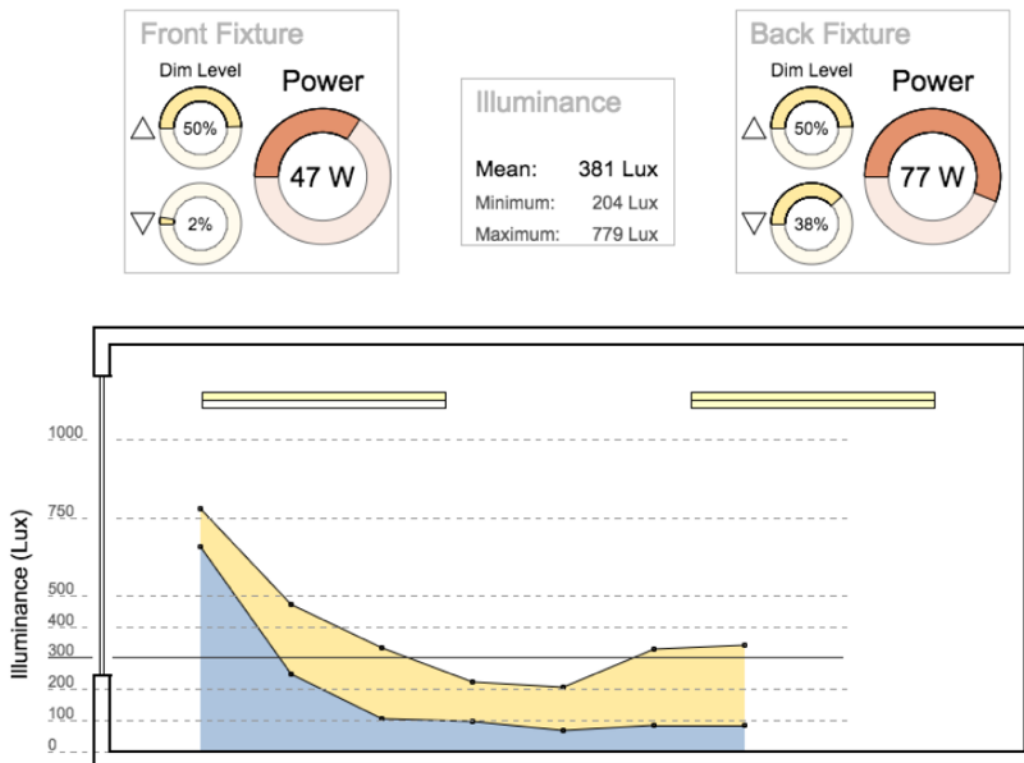 Front Fixture
Dim Level
Power
50%
47 W
2%
Illuminance
Mean: 381 Lux
Minimum: 204 Lux
Maximum: 779 Lux
Back Fixture
Dim Level
Power
50%
77 W
38%
Illuminance (Lux)
1000
750
500
400
300
200
100
0